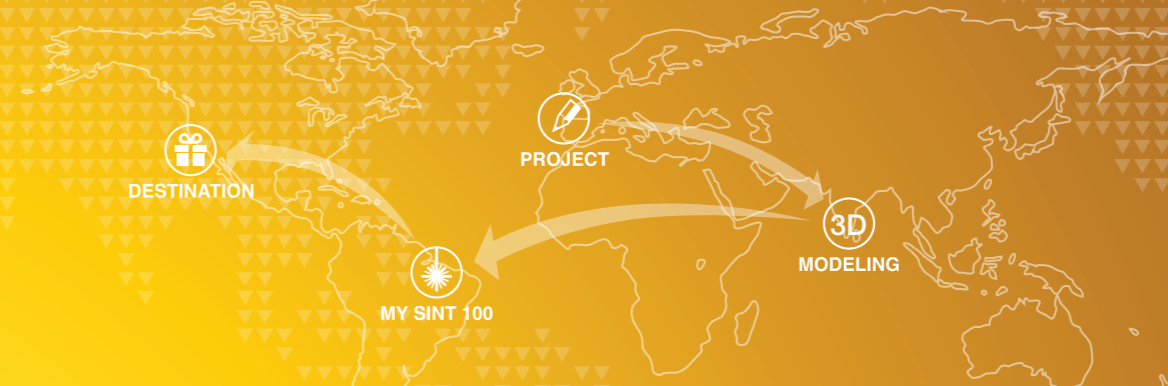 PROJECT
DESTINATION
3D
MODELING
MY SINT 100